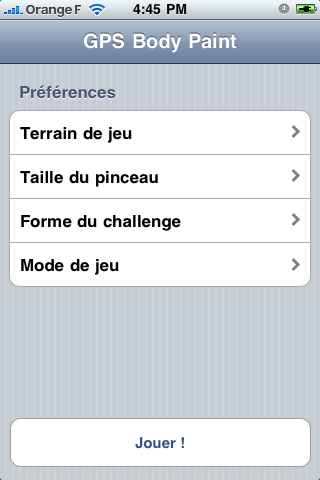 Orange F 4:45 PM
GPS Body Paint
Préférences
Terrain de jeu
Taille du pinceau
Forme du challenge
Mode de jeu
Jouer !